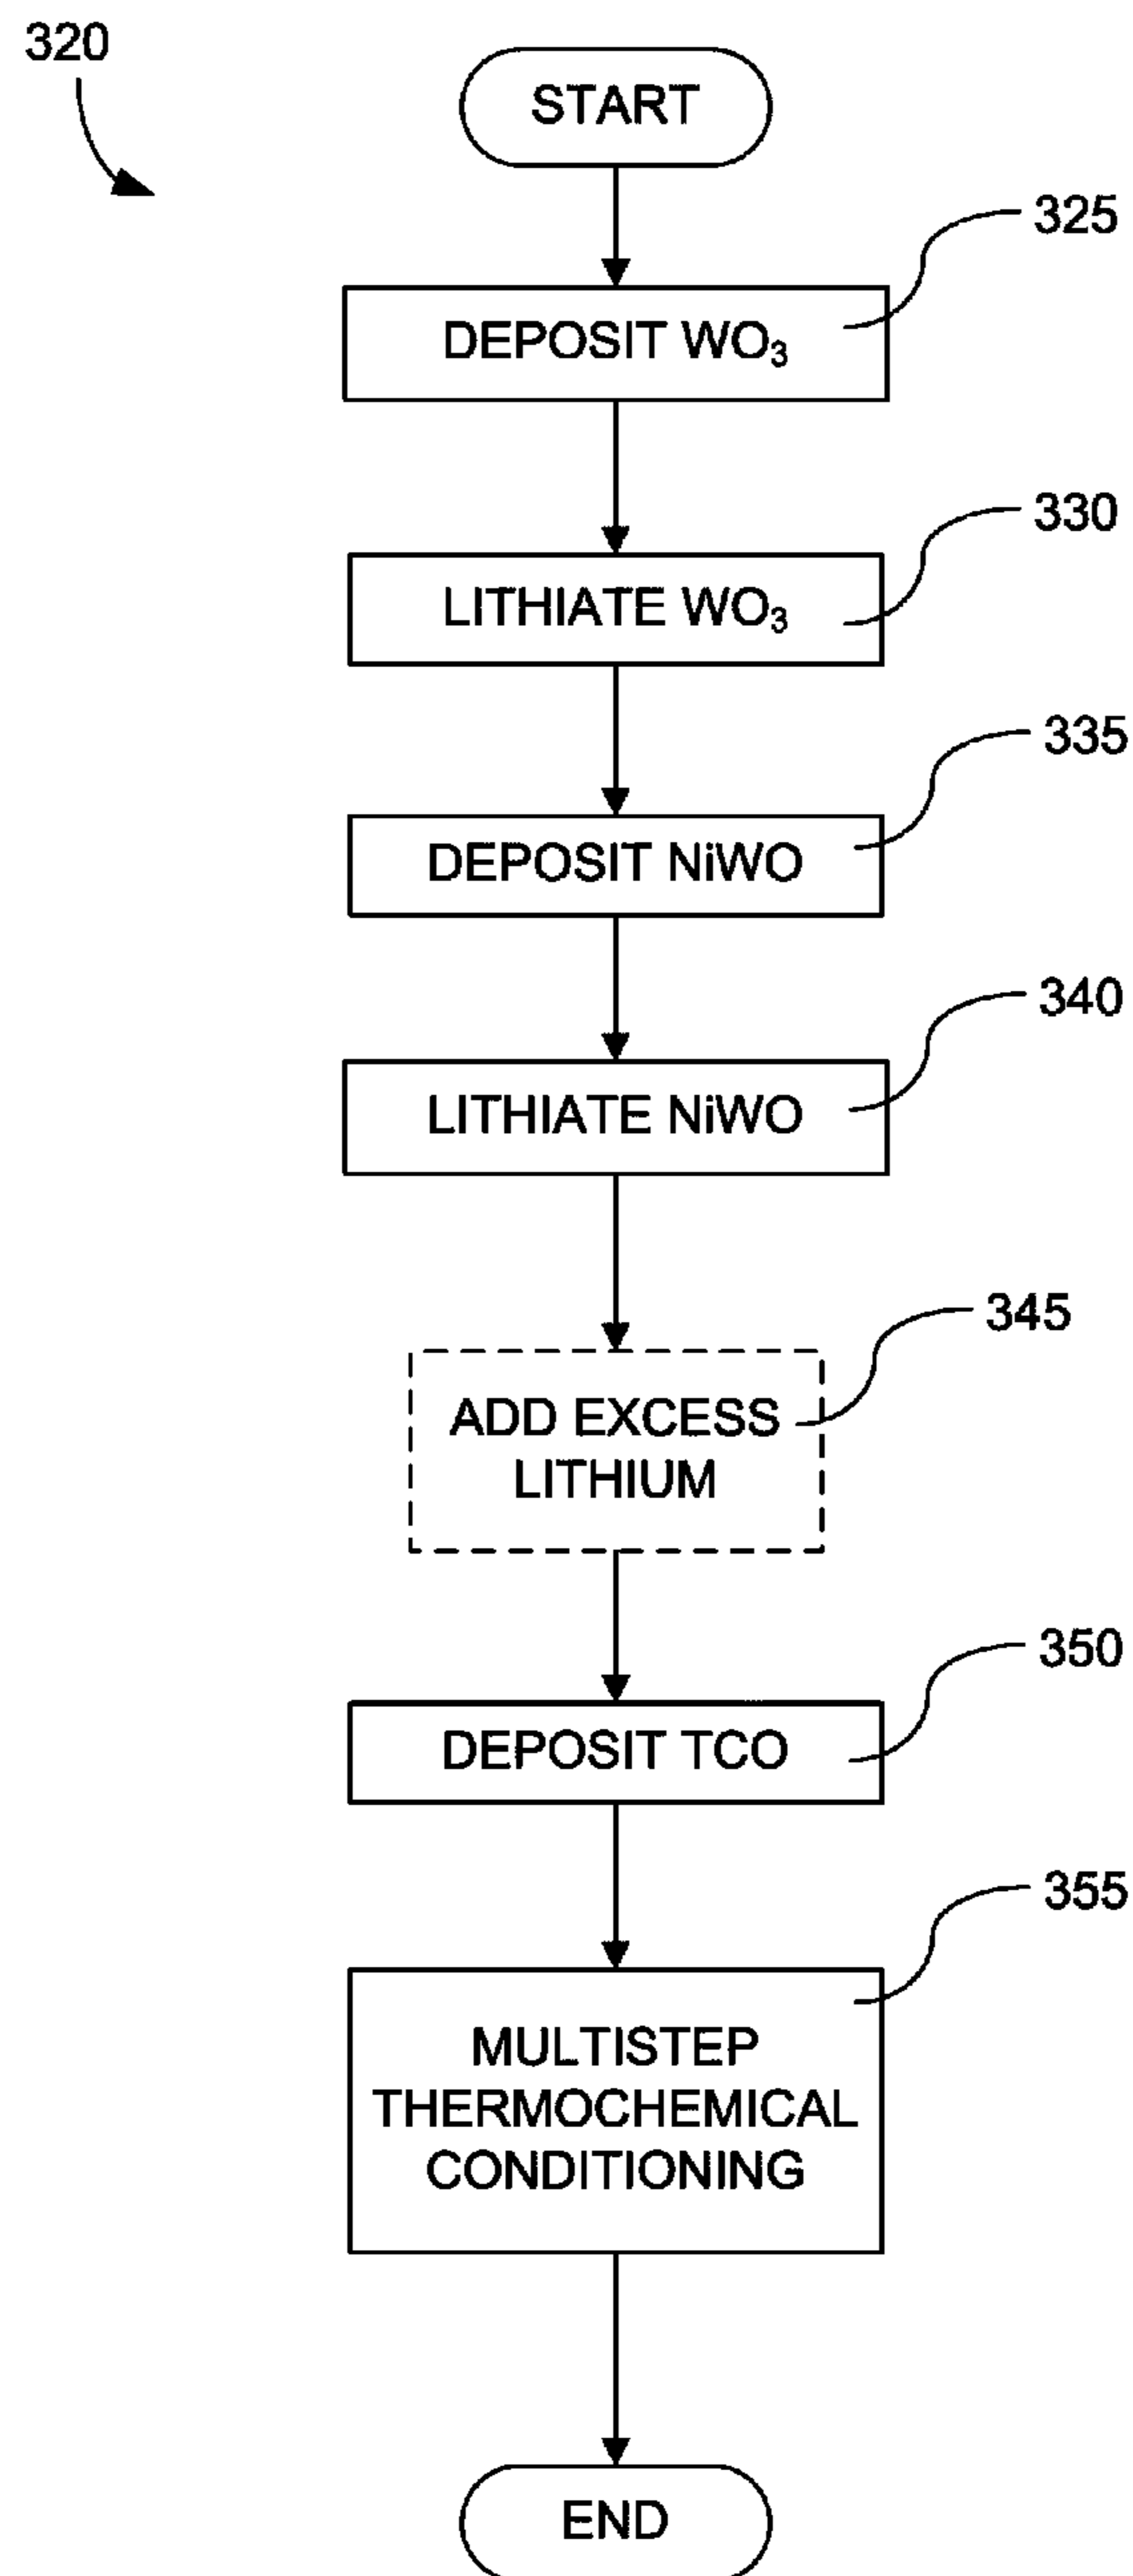 320
START
325
DEPOSIT WO₃
330
LITHIATE WO₃
335
DEPOSIT NiWO
340
LITHIATE NiWO
345
ADD EXCESS
LITHIUM
350
DEPOSIT TCO
355
MULTISTEP
THERMOCHEMICAL
CONDITIONING
END